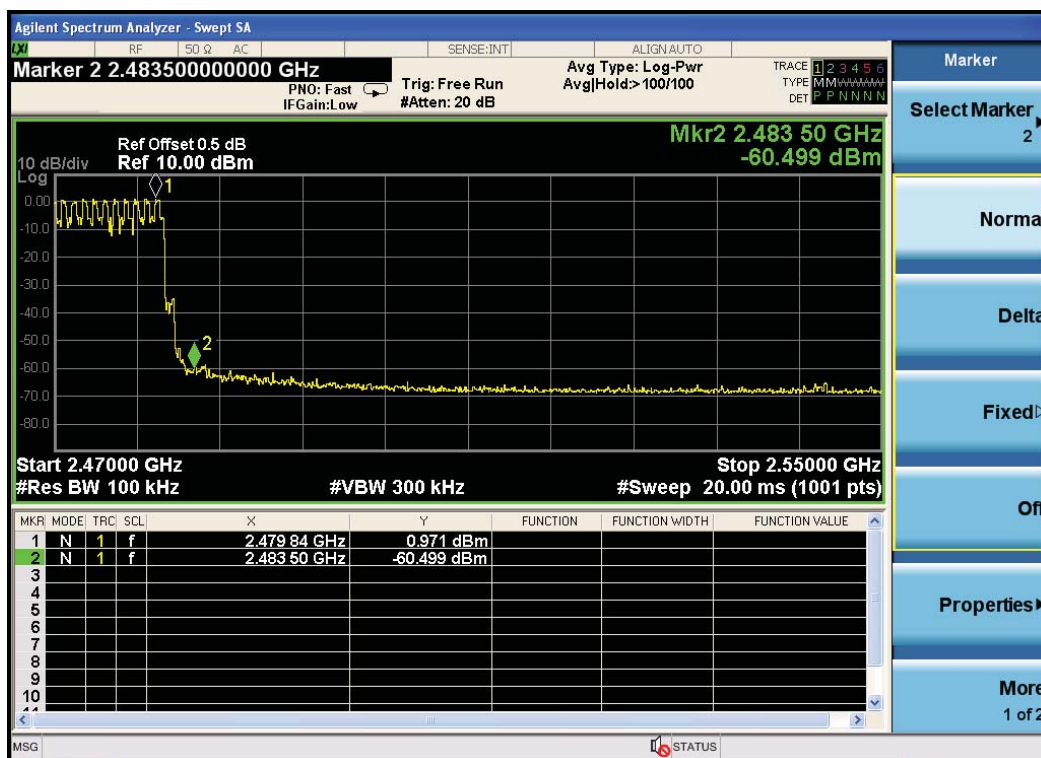 Agilent Spectrum Analyzer - Swept SA
LXI RF 50 Ω AC SENSE:INT ALIGN AUTO
Marker 2 2.483500000000 GHz
PNO: Fast
IFGain:Low
Trig: Free Run
#Atten: 20 dB
Avg Type: Log-Pwr
Avg|Hold:>100/100
TRACE 1 2 3 4 5 6
TYPE MMWWWW
DET P P N N N N
Mkr2 2.483 50 GHz
-60.499 dBm
Ref Offset 0.5 dB
10 dB/div Ref 10.00 dBm
Log
1
0.00
-10.0
-20.0
-30.0
-40.0
-50.0
2
-60.0
-70.0
-80.0
Start 2.47000 GHz Stop 2.55000 GHz
#Res BW 100 kHz #VBW 300 kHz #Sweep 20.00 ms (1001 pts)
MKR MODE TRC SCL X Y FUNCTION FUNCTION WIDTH FUNCTION VALUE
1 N 1 f 2.479 84 GHz 0.971 dBm
2 N 1 f 2.483 50 GHz -60.499 dBm
3
4
5
6
7
8
9
10
MSG STATUS
Marker
Select Marker
2
Norma
Delta
Fixed
Off
Properties
More
1 of 2